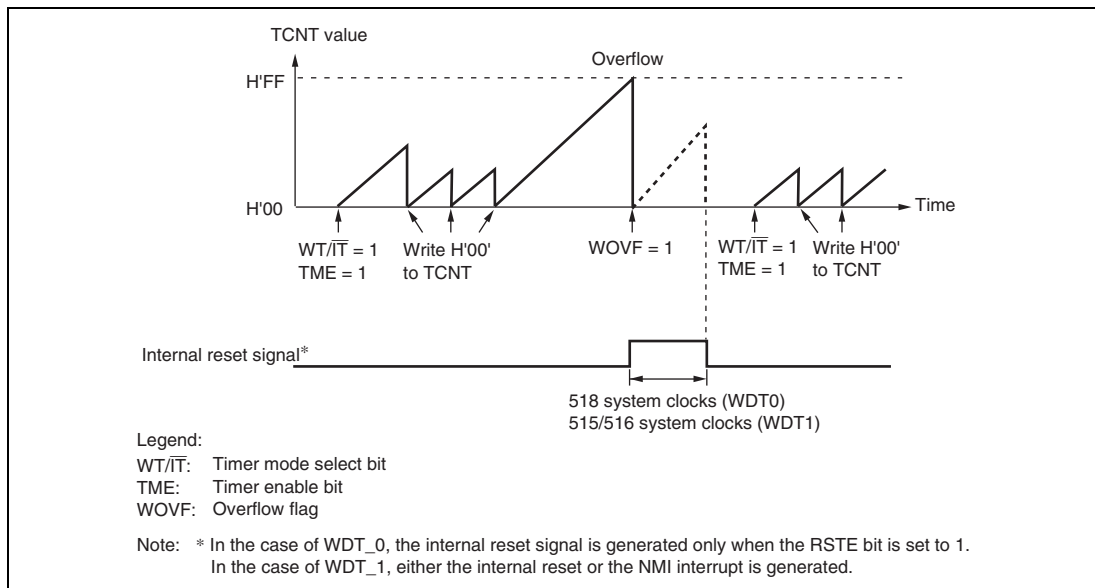 TCNT value
Overflow
H'FF
H'00
Time
WT/I̅T̅ = 1
TME = 1
Write H'00'
to TCNT
WOVF = 1
WT/I̅T̅ = 1
TME = 1
Write H'00'
to TCNT
Internal reset signal*
518 system clocks (WDT0)
515/516 system clocks (WDT1)
Legend:
WT/I̅T̅: Timer mode select bit
TME: Timer enable bit
WOVF: Overflow flag
Note: * In the case of WDT_0, the internal reset signal is generated only when the RSTE bit is set to 1.
In the case of WDT_1, either the internal reset or the NMI interrupt is generated.